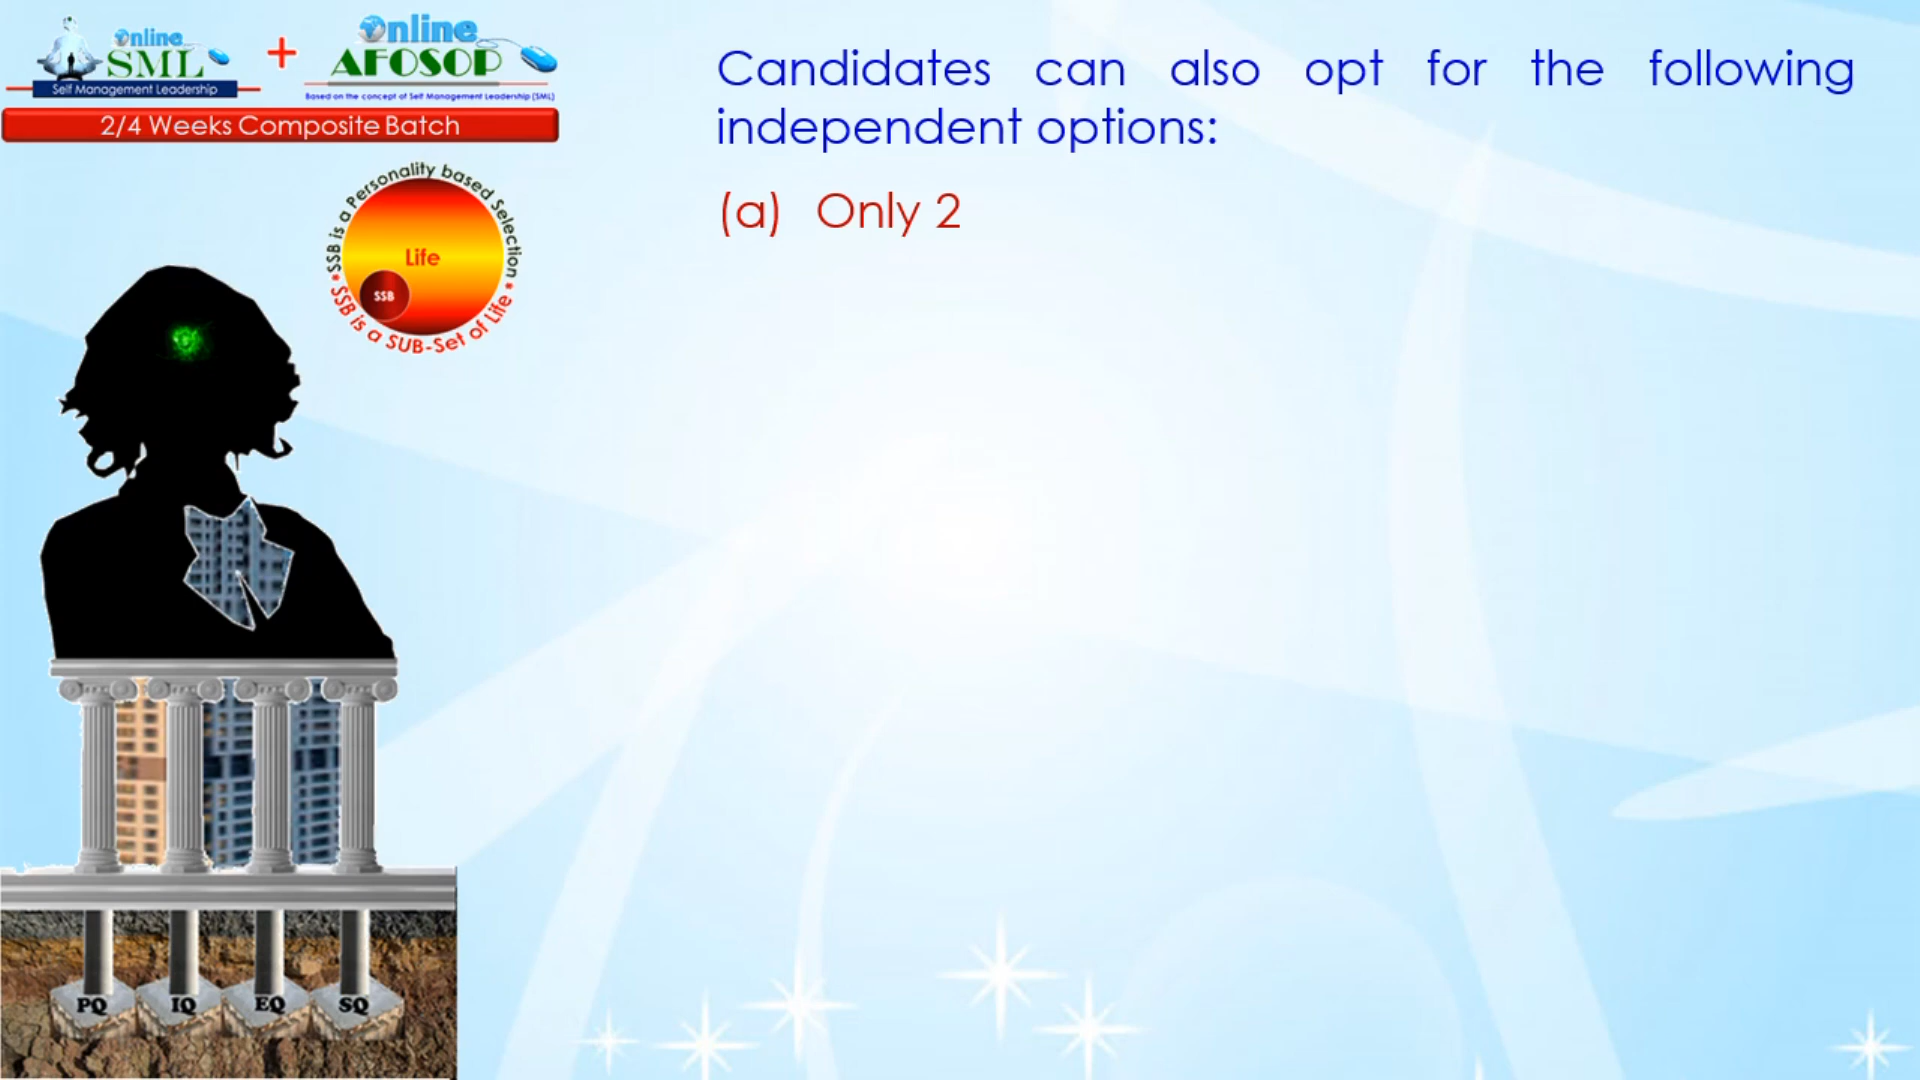 Online
SML
Self Management Leadership
+
Online
AFOSOP
Based on the concept of Self Management Leadership (SML)
2/4 Weeks Composite Batch
SSB is a Personality based Selection
Life
SSB
• SSB is a SUB-Set of Life •
Candidates can also opt for the following
independent options:
(a) Only 2
PQ IQ EQ SQ